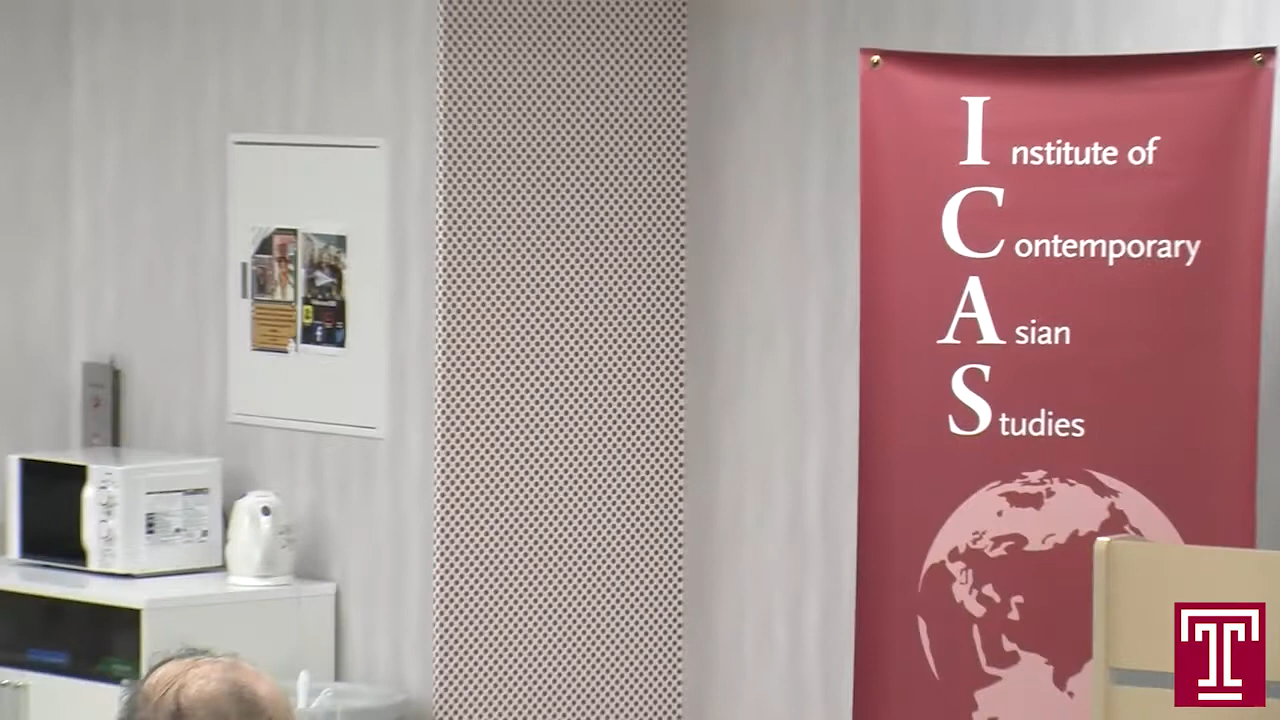 Institute of
Contemporary
Asian
Studies
T